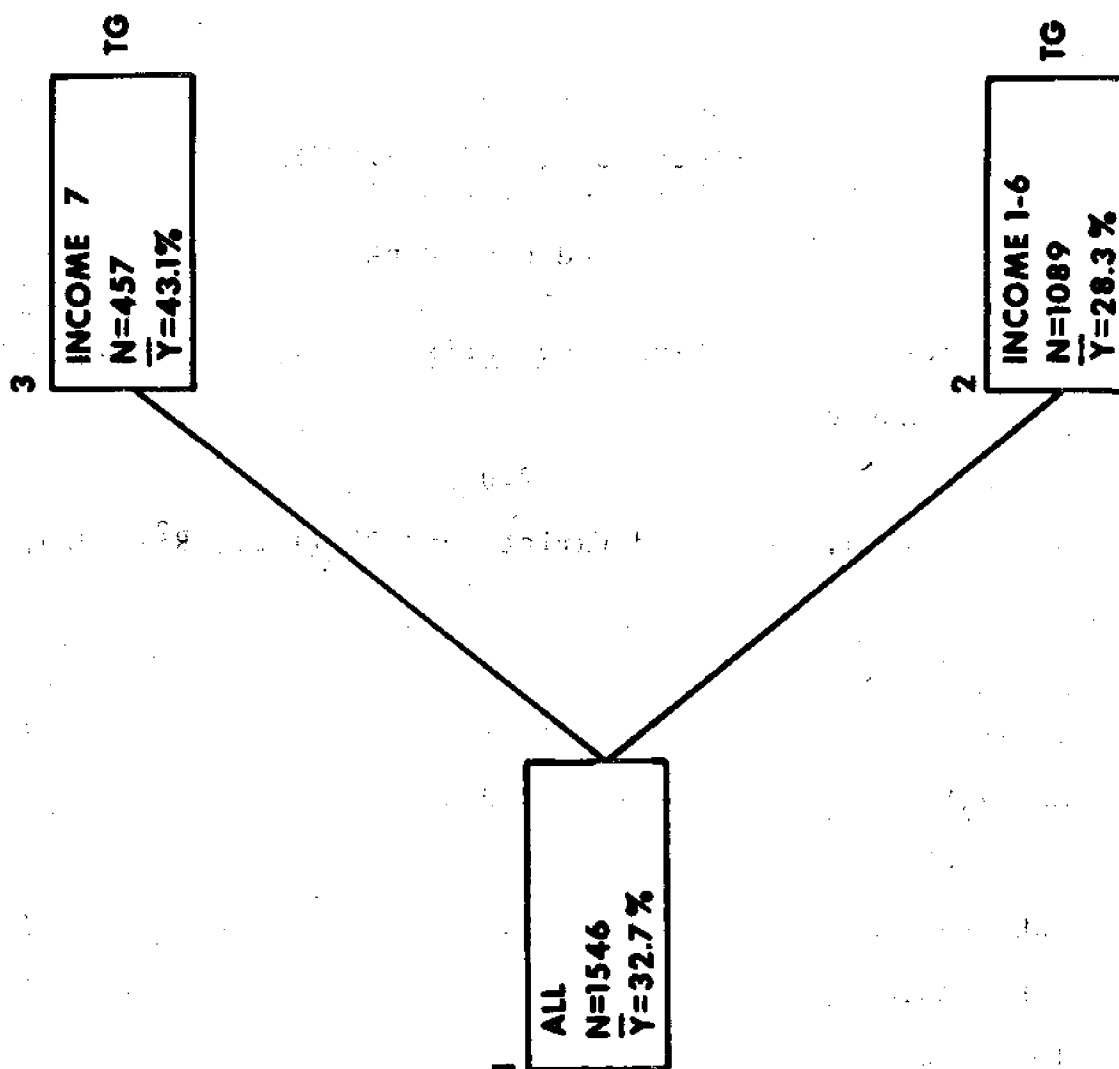 1
ALL
N=1546
Y̅=32.7%
3
INCOME 7
N=457
Y̅=43.1%
TG
2
INCOME 1-6
N=1089
Y̅=28.3%
TG